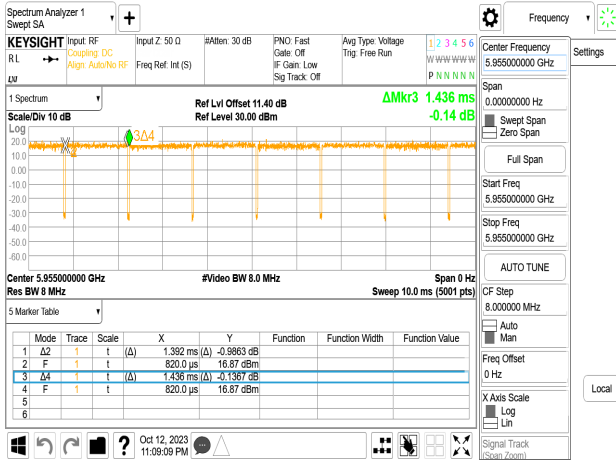 Spectrum Analyzer 1
Swept SA
Frequency
KEYSIGHT Input: RF Input Z: 50 Ω #Atten: 30 dB PNO: Fast Avg Type: Voltage 1 2 3 4 5 6
Coupling: DC Gate: Off Trig: Free Run
R L Align: Auto/No RF Freq Ref: Int (S) IF Gain: Low W W W W W W
Sig Track: Off P N N N N N
LXI
1 Spectrum
Ref Lvl Offset 11.40 dB ΔMkr3 1.436 ms
Scale/Div 10 dB Ref Level 30.00 dBm -0.14 dB
Log
3Δ4
20.0
10.0
0.00
-10.0
-20.0
-30.0
-40.0
-50.0
-60.0
Center 5.955000000 GHz #Video BW 8.0 MHz Span 0 Hz
Res BW 8 MHz Sweep 10.0 ms (5001 pts)
5 Marker Table
Mode Trace Scale X Y Function Function Width Function Value
1 Δ2 1 t (Δ) 1.392 ms (Δ) -0.9863 dB
2 F 1 t 820.0 µs 16.87 dBm
3 Δ4 1 t (Δ) 1.436 ms (Δ) -0.1367 dB
4 F 1 t 820.0 µs 16.87 dBm
5
6
Oct 12, 2023
11:09:09 PM
Center Frequency
5.955000000 GHz
Settings
Span
0.00000000 Hz
Swept Span
Zero Span
Full Span
Start Freq
5.955000000 GHz
Stop Freq
5.955000000 GHz
AUTO TUNE
CF Step
8.000000 MHz
Auto
Man
Freq Offset
0 Hz
Local
X Axis Scale
Log
Lin
Signal Track
(Span Zoom)